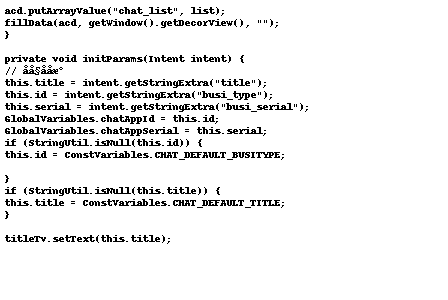 acd.putArrayValue("chat_list", list);
fillData(acd, getWindow().getDecorView(), "");
}
private void initParams(Intent intent) {
//
this.title = intent.getStringExtra("title");
this.id = intent.getStringExtra("busi_type");
this.serial = intent.getStringExtra("busi_serial");
GlobalVariables.chatAppId = this.id;
GlobalVariables.chatAppSerial = this.serial;
if (StringUtil.isNull(this.id)) {
this.id = ConstVariables.CHAT_DEFAULT_BUSITYPE;
}
if (StringUtil.isNull(this.title)) {
this.title = ConstVariables.CHAT_DEFAULT_TITLE;
}
titleTv.setText(this.title);